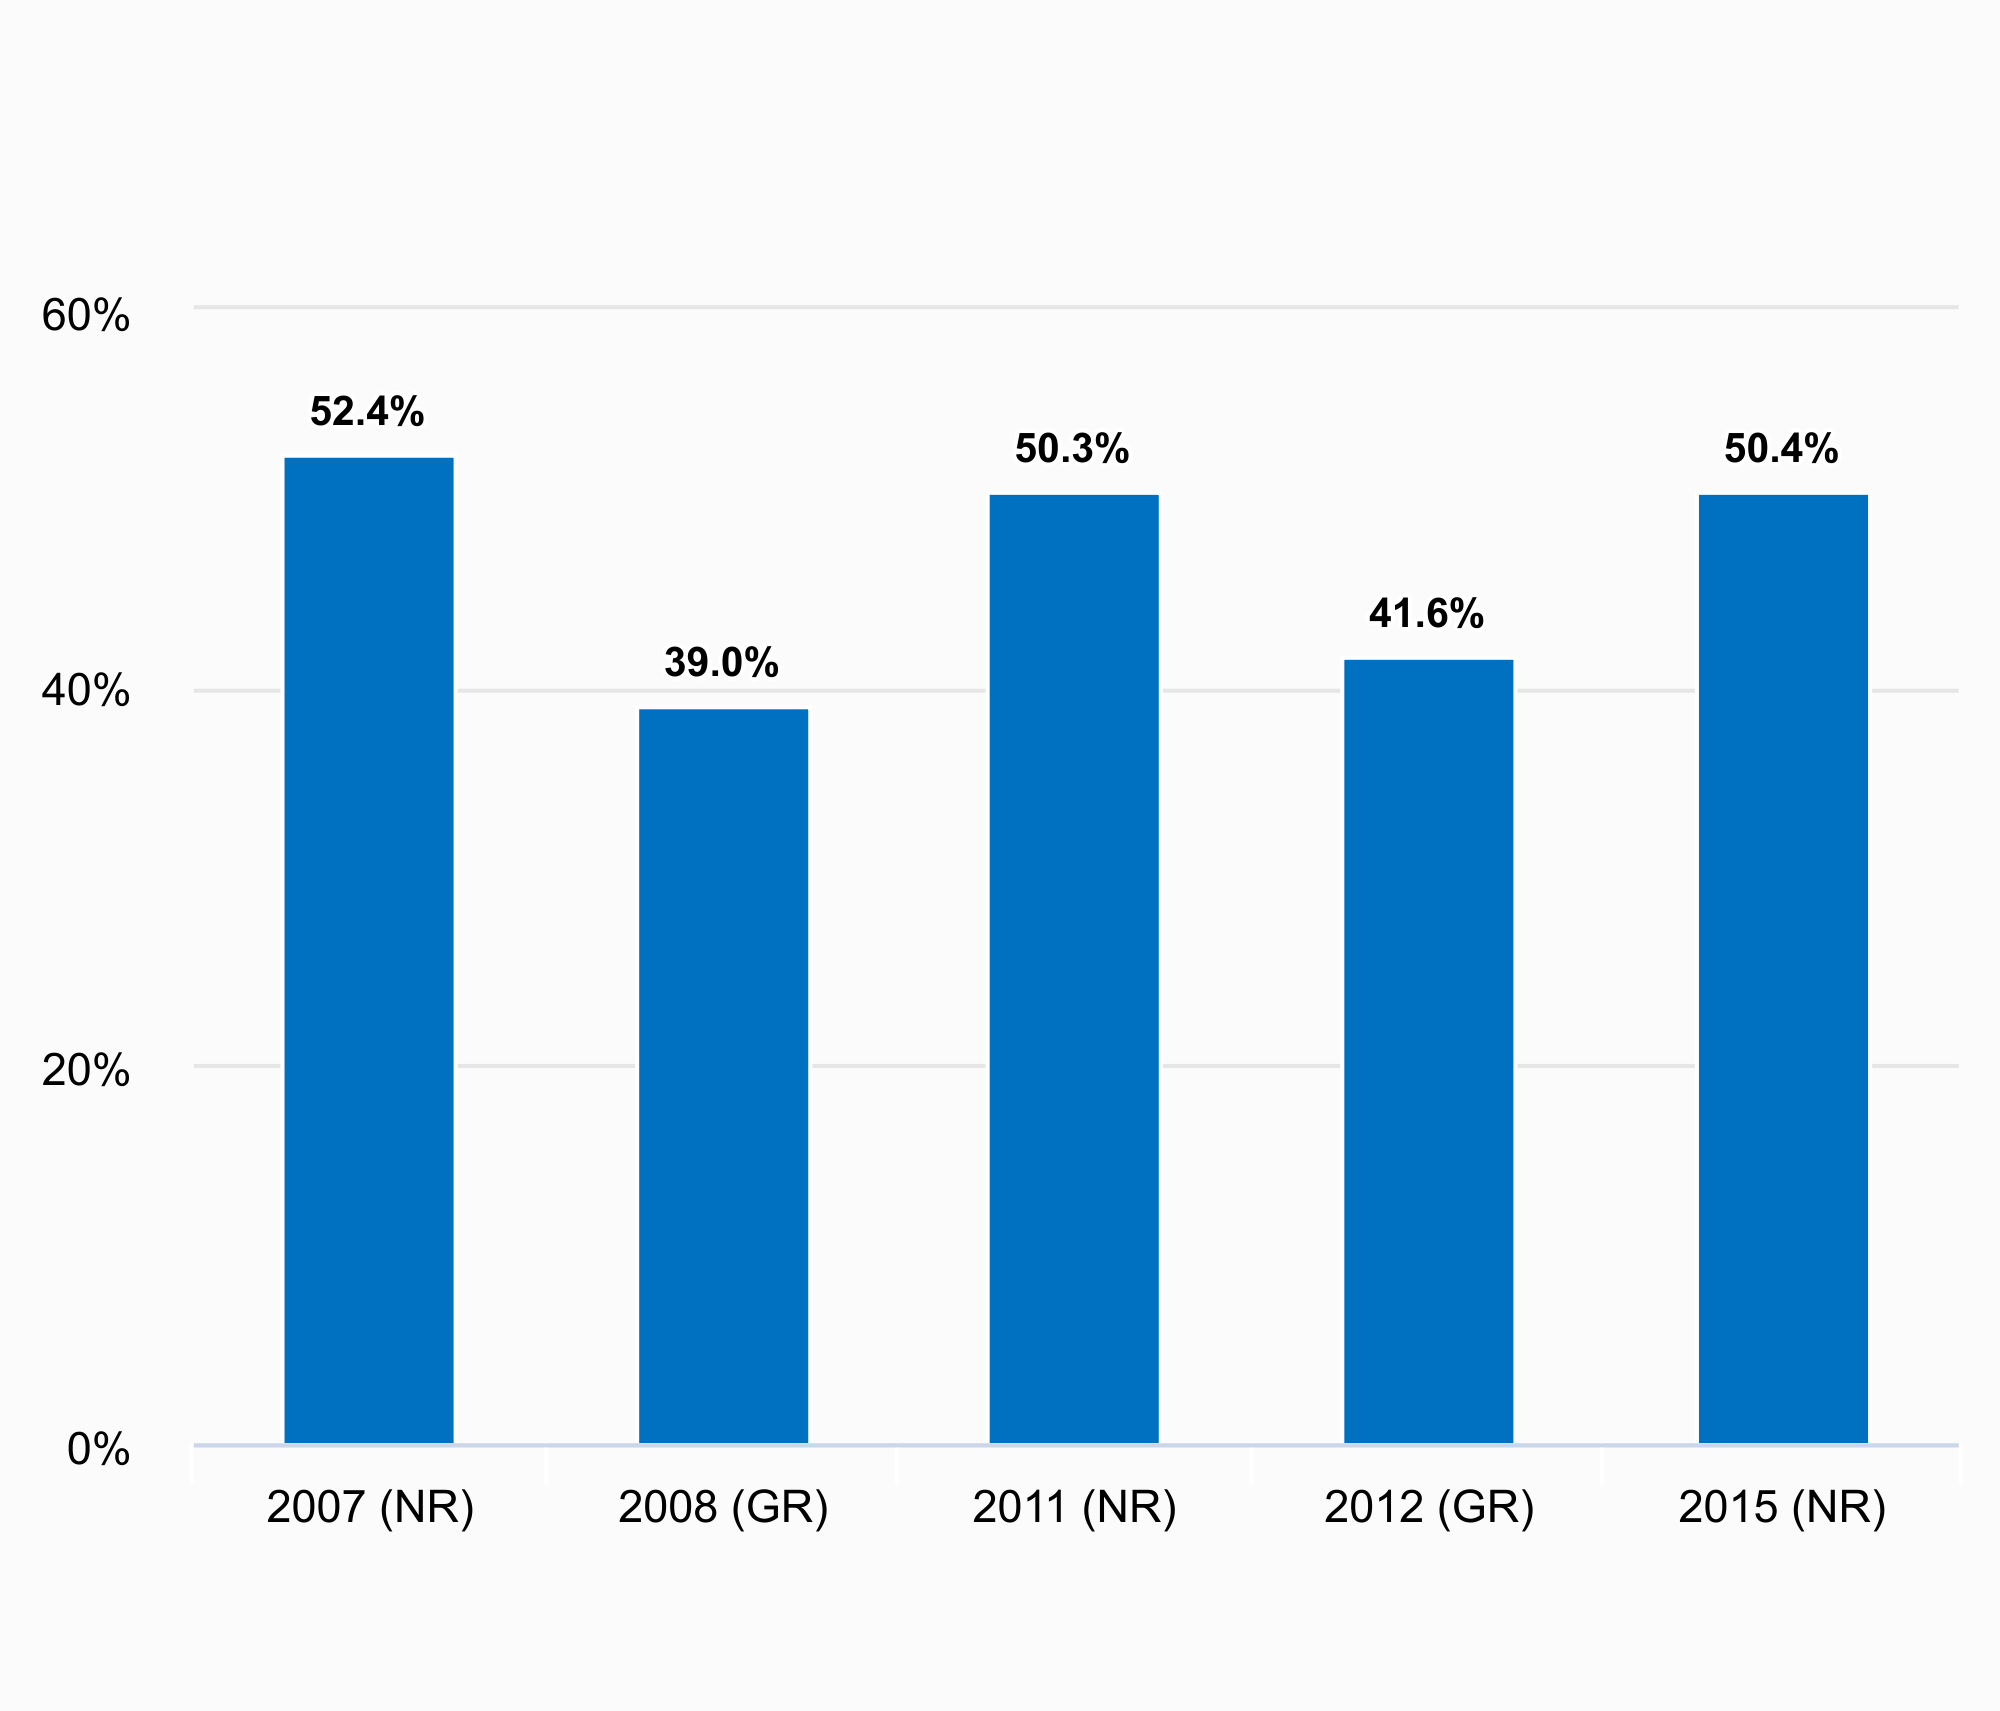 60%
52.4%
50.3%
50.4%
41.6%
39.0%
40%
20%
0%
2007 (NR)
2008 (GR)
2011 (NR)
2012 (GR)
2015 (NR)